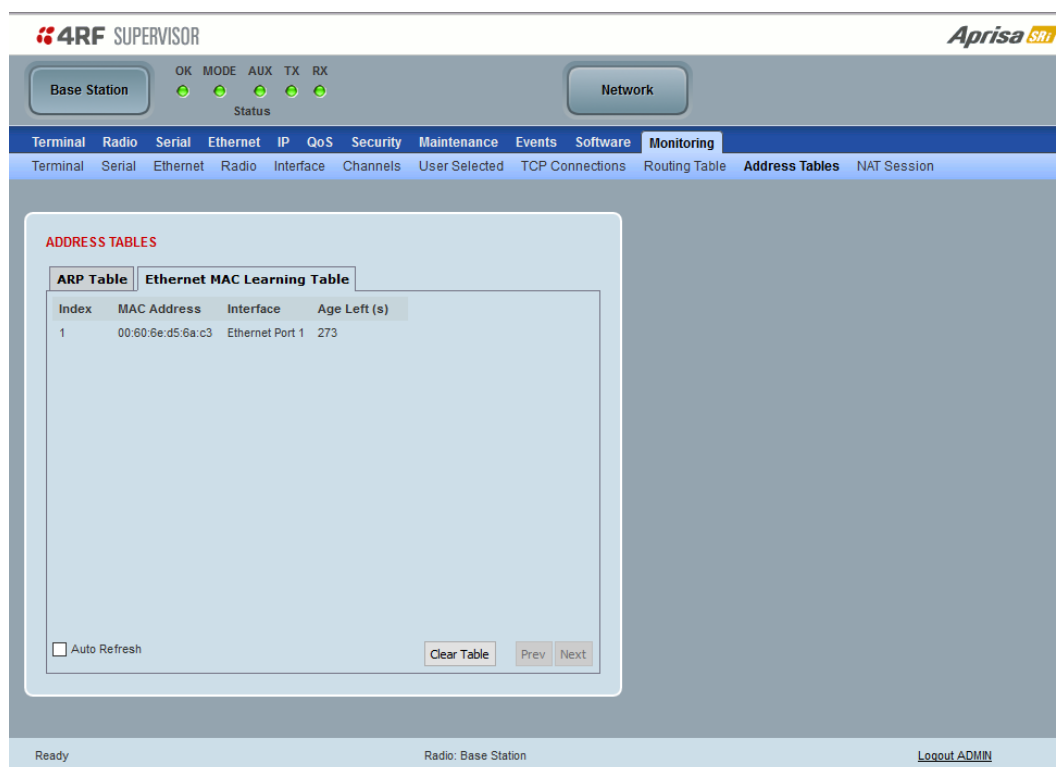 4RF SUPERVISOR
Aprisa SRi
Base Station
OK MODE AUX TX RX
Status
Network
Terminal Radio Serial Ethernet IP QoS Security Maintenance Events Software Monitoring
Terminal Serial Ethernet Radio Interface Channels User Selected TCP Connections Routing Table Address Tables NAT Session
ADDRESS TABLES
ARP Table Ethernet MAC Learning Table
Index MAC Address Interface Age Left (s)
1 00:60:6e:d5:6a:c3 Ethernet Port 1 273
Auto Refresh Clear Table Prev Next
Ready Radio: Base Station Logout ADMIN